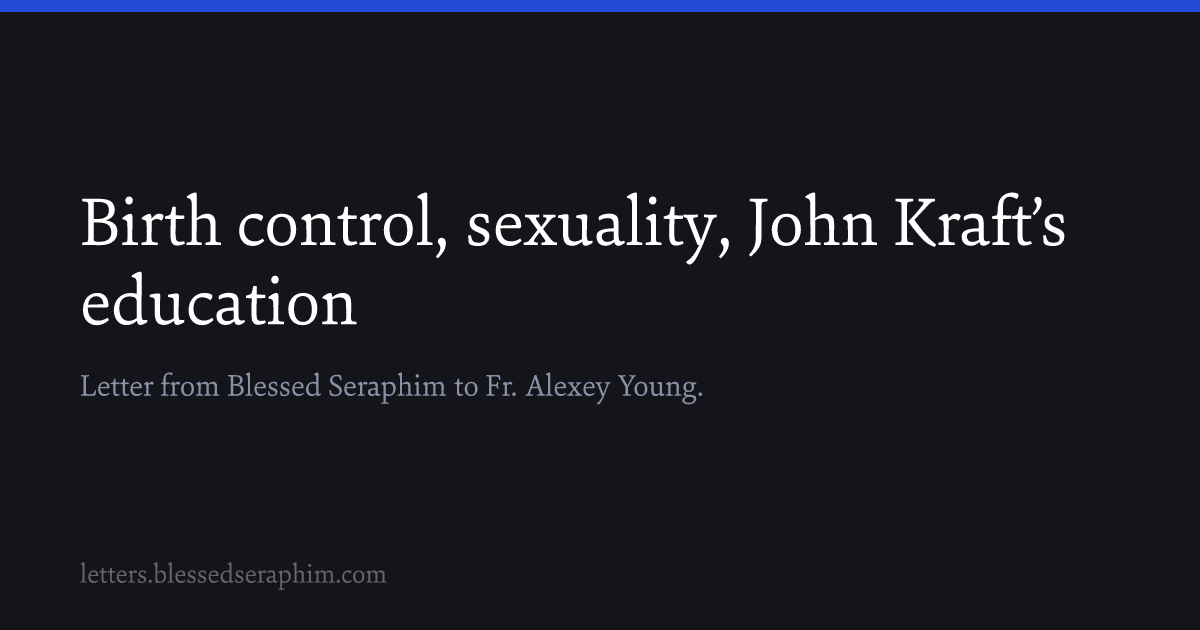 Birth control, sexuality, John Kraft’s
education
Letter from Blessed Seraphim to Fr. Alexey Young.
letters.blessedseraphim.com